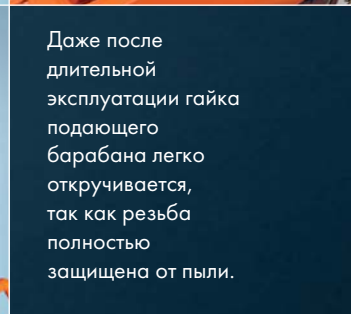 Даже после
длительной
эксплуатации гайка
подающего
барабана легко
откручивается,
так как резьба
полностью
защищена от пыли.